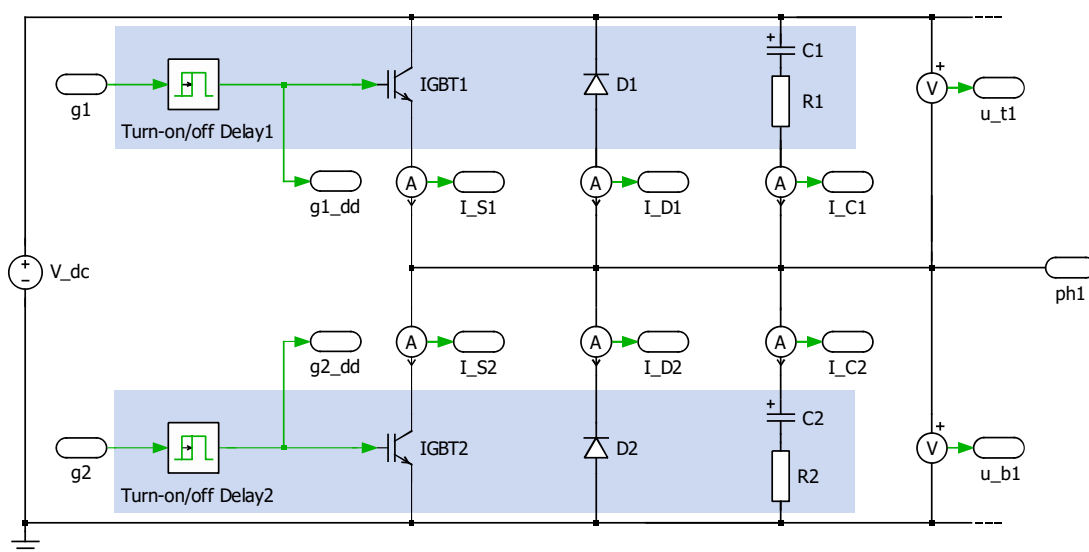 C1
IGBT1
D1
V
+
g1
R1
u_t1
Turn-on/off Delay1
A
A
A
g1_dd
I_S1
I_D1
I_C1
V_dc
ph1
g2_dd
A
A
A
I_S2
I_D2
I_C2
C2
IGBT2
D2
V
+
g2
R2
u_b1
Turn-on/off Delay2